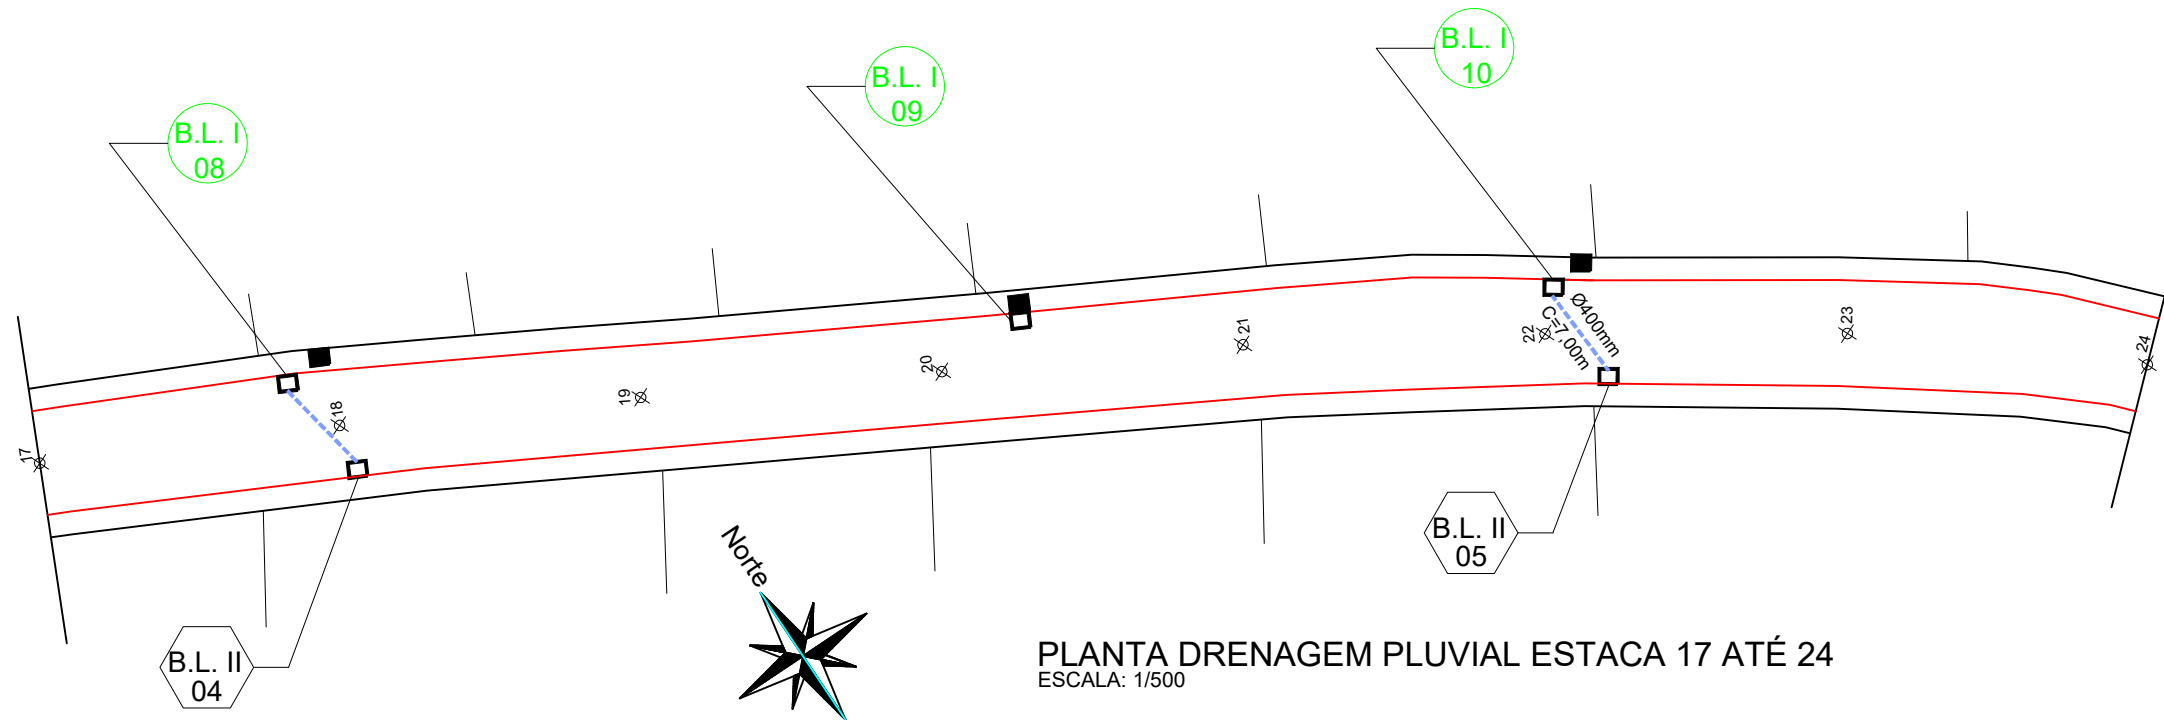 B.L. I
10
B.L. I
09
B.L. I
08
17
18
19
20
21
22
Ø400mm
C=7,00m
23
24
B.L. II
05
B.L. II
04
Norte
PLANTA DRENAGEM PLUVIAL ESTACA 17 ATÉ 24
ESCALA: 1/500